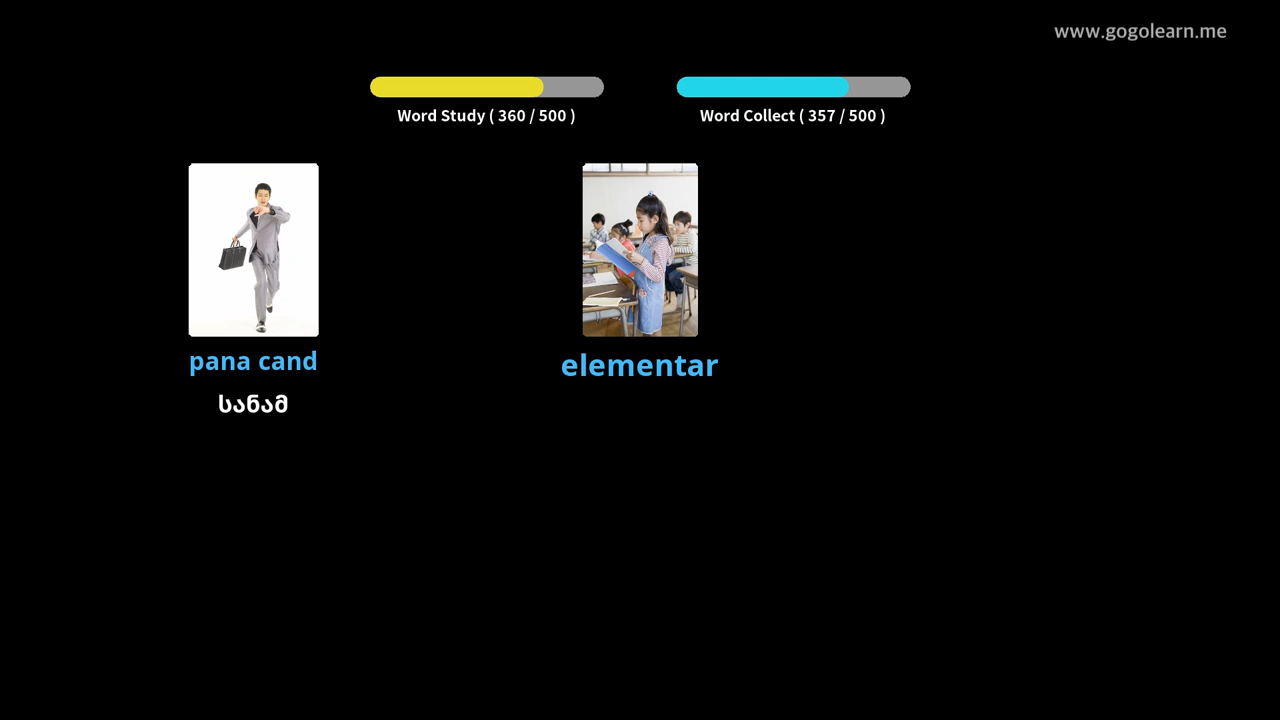 www.gogolearn.me
Word Study ( 360 / 500 )
Word Collect ( 357 / 500 )
pana cand
elementar
სანამ